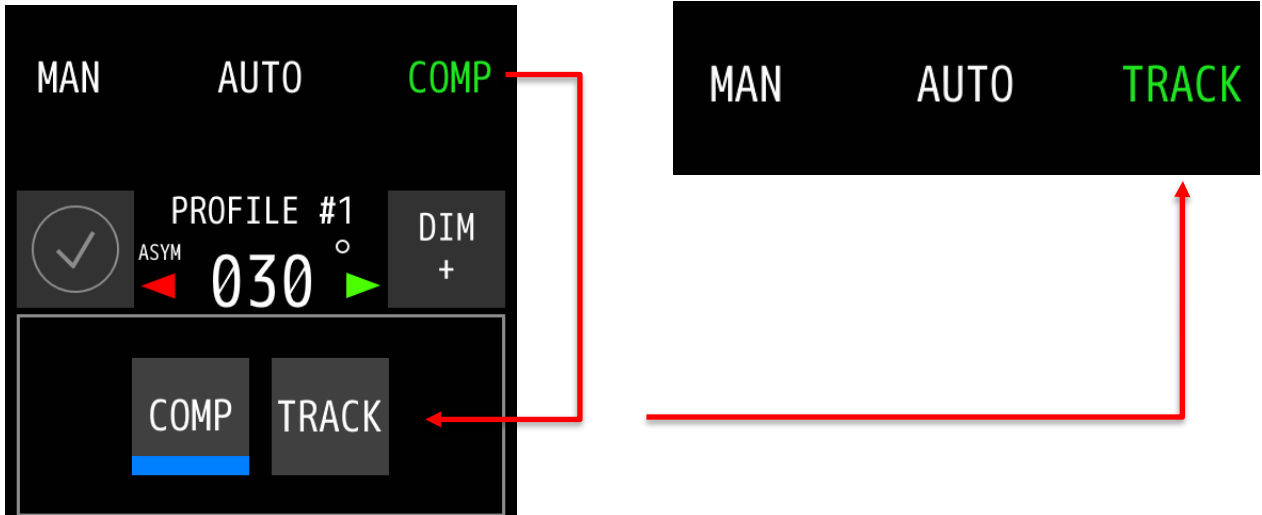 MAN AUTO COMP
PROFILE #1
ASYM 030°
DIM
+
COMP TRACK
MAN AUTO TRACK